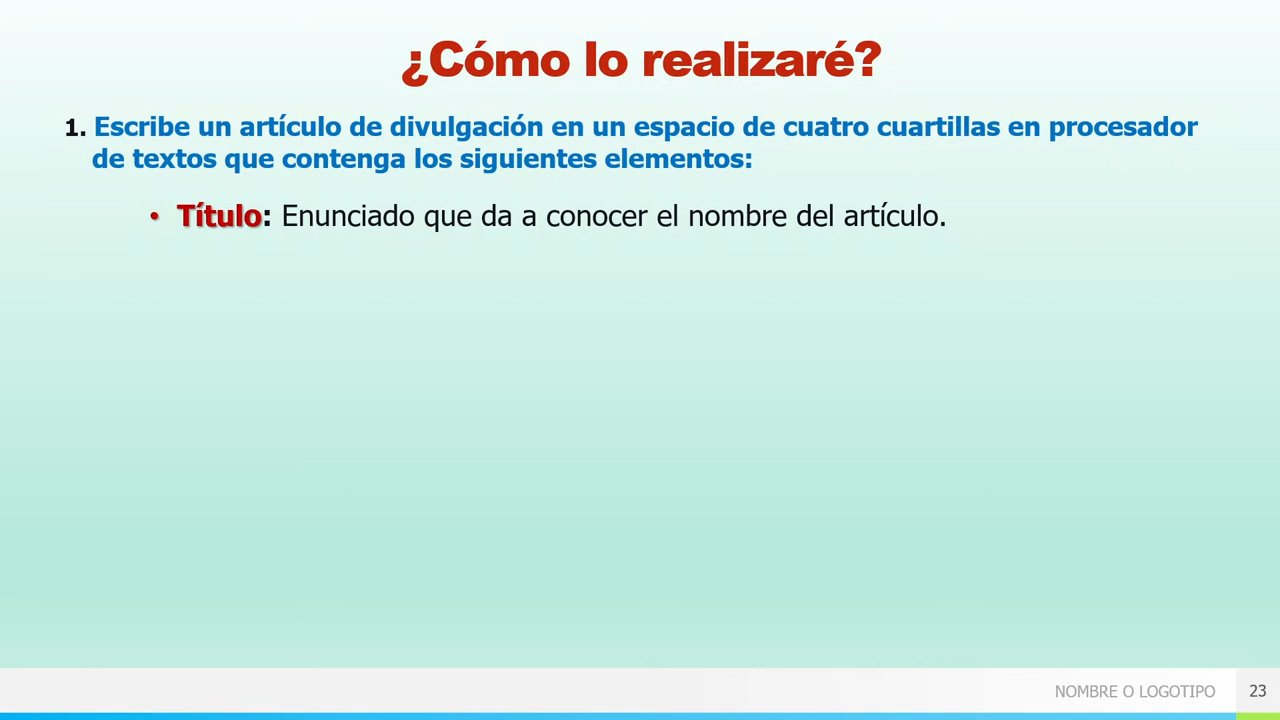 ¿Cómo lo realizaré?
1. Escribe un artículo de divulgación en un espacio de cuatro cuartillas en procesador
de textos que contenga los siguientes elementos:
• Título: Enunciado que da a conocer el nombre del artículo.
NOMBRE O LOGOTIPO
23